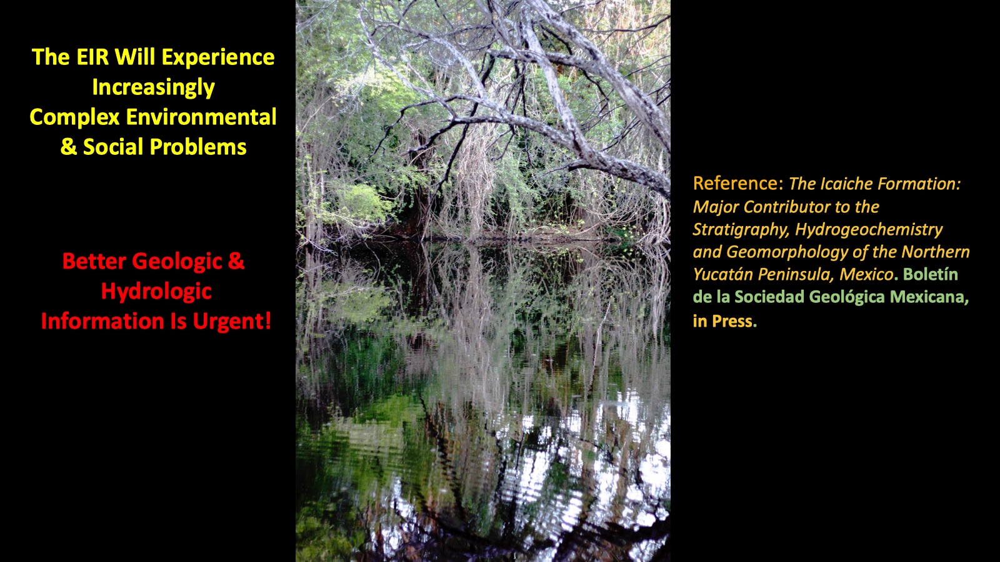 The EIR Will Experience
Increasingly
Complex Environmental
& Social Problems
Better Geologic &
Hydrologic
Information Is Urgent!
Reference: The Icaiche Formation:
Major Contributor to the
Stratigraphy, Hydrogeochemistry
and Geomorphology of the Northern
Yucatán Peninsula, Mexico. Boletín
de la Sociedad Geológica Mexicana,
in Press.